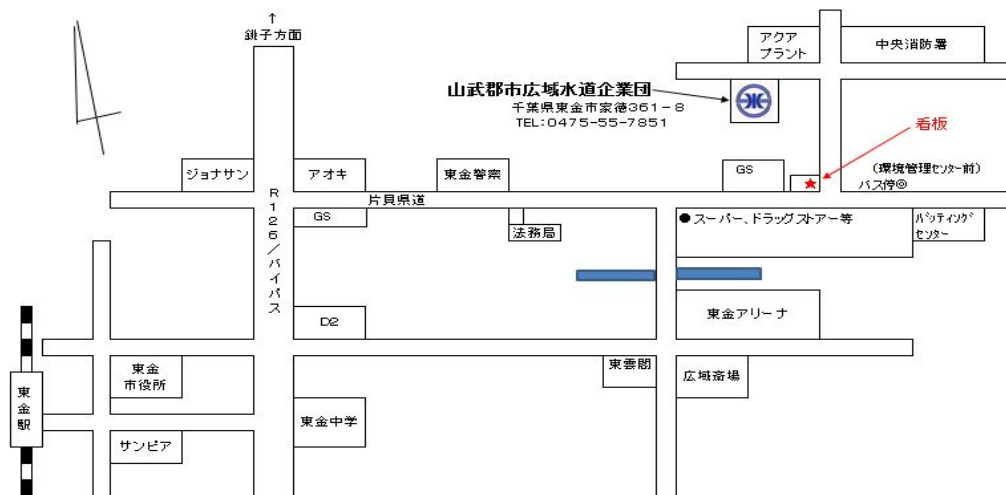 ↑
銚子方面
アクア
プラント
中央消防署
山武郡市広域水道企業団
千葉県東金市家徳361-8
TEL:0475-55-7851
看板
ジョナサン
アオキ
東金警察
GS
(環境管理センター前)
バス停◎
R126/バイパス
片貝県道
GS
法務局
●スーパー、ドラッグストアー等
バッティング
センター
D2
東金アリーナ
東金駅
東金
市役所
東雲閣
広域斎場
東金中学
サンピア